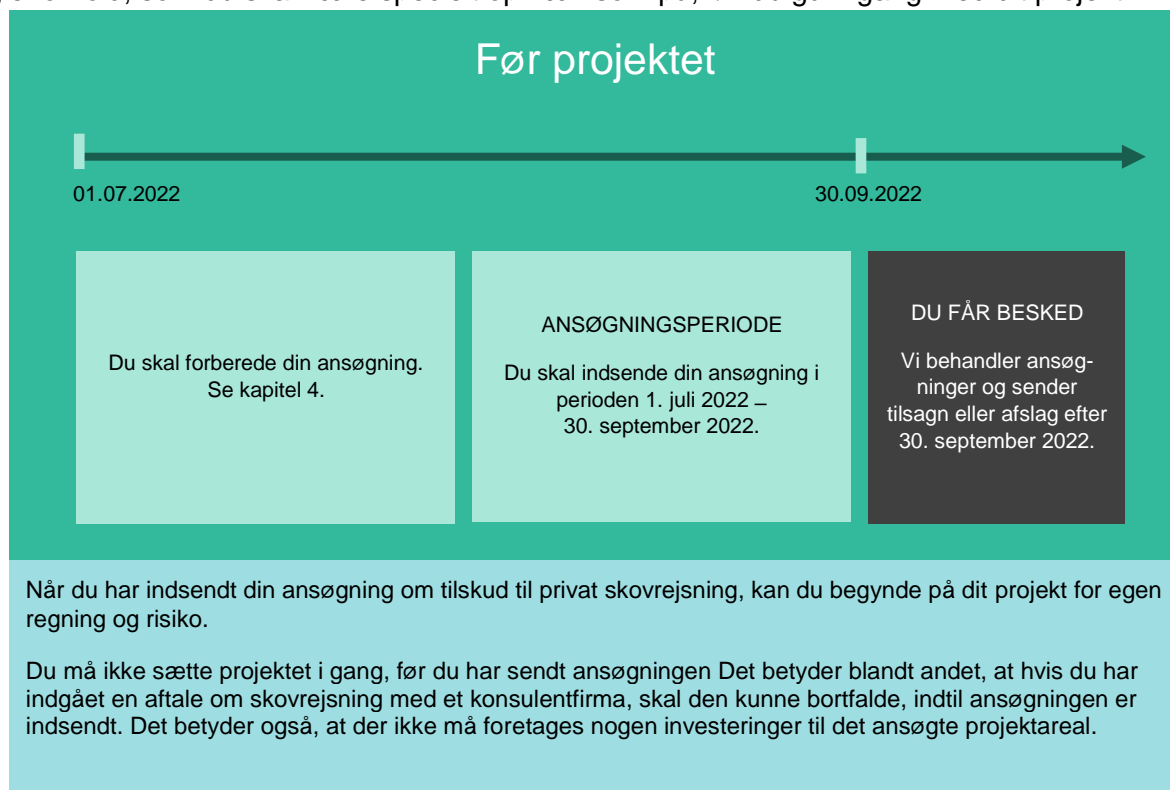 Før projektet
01.07.2022
30.09.2022
Du skal forberede din ansøgning.
Se kapitel 4.
ANSØGNINGSPERIODE
Du skal indsende din ansøgning i
perioden 1. juli 2022 –
30. september 2022.
DU FÅR BESKED
Vi behandler ansøg-
ninger og sender
tilsagn eller afslag efter
30. september 2022.
Når du har indsendt din ansøgning om tilskud til privat skovrejsning, kan du begynde på dit projekt for egen
regning og risiko.
Du må ikke sætte projektet i gang, før du har sendt ansøgningen Det betyder blandt andet, at hvis du har
indgået en aftale om skovrejsning med et konsulentfirma, skal den kunne bortfalde, indtil ansøgningen er
indsendt. Det betyder også, at der ikke må foretages nogen investeringer til det ansøgte projektareal.